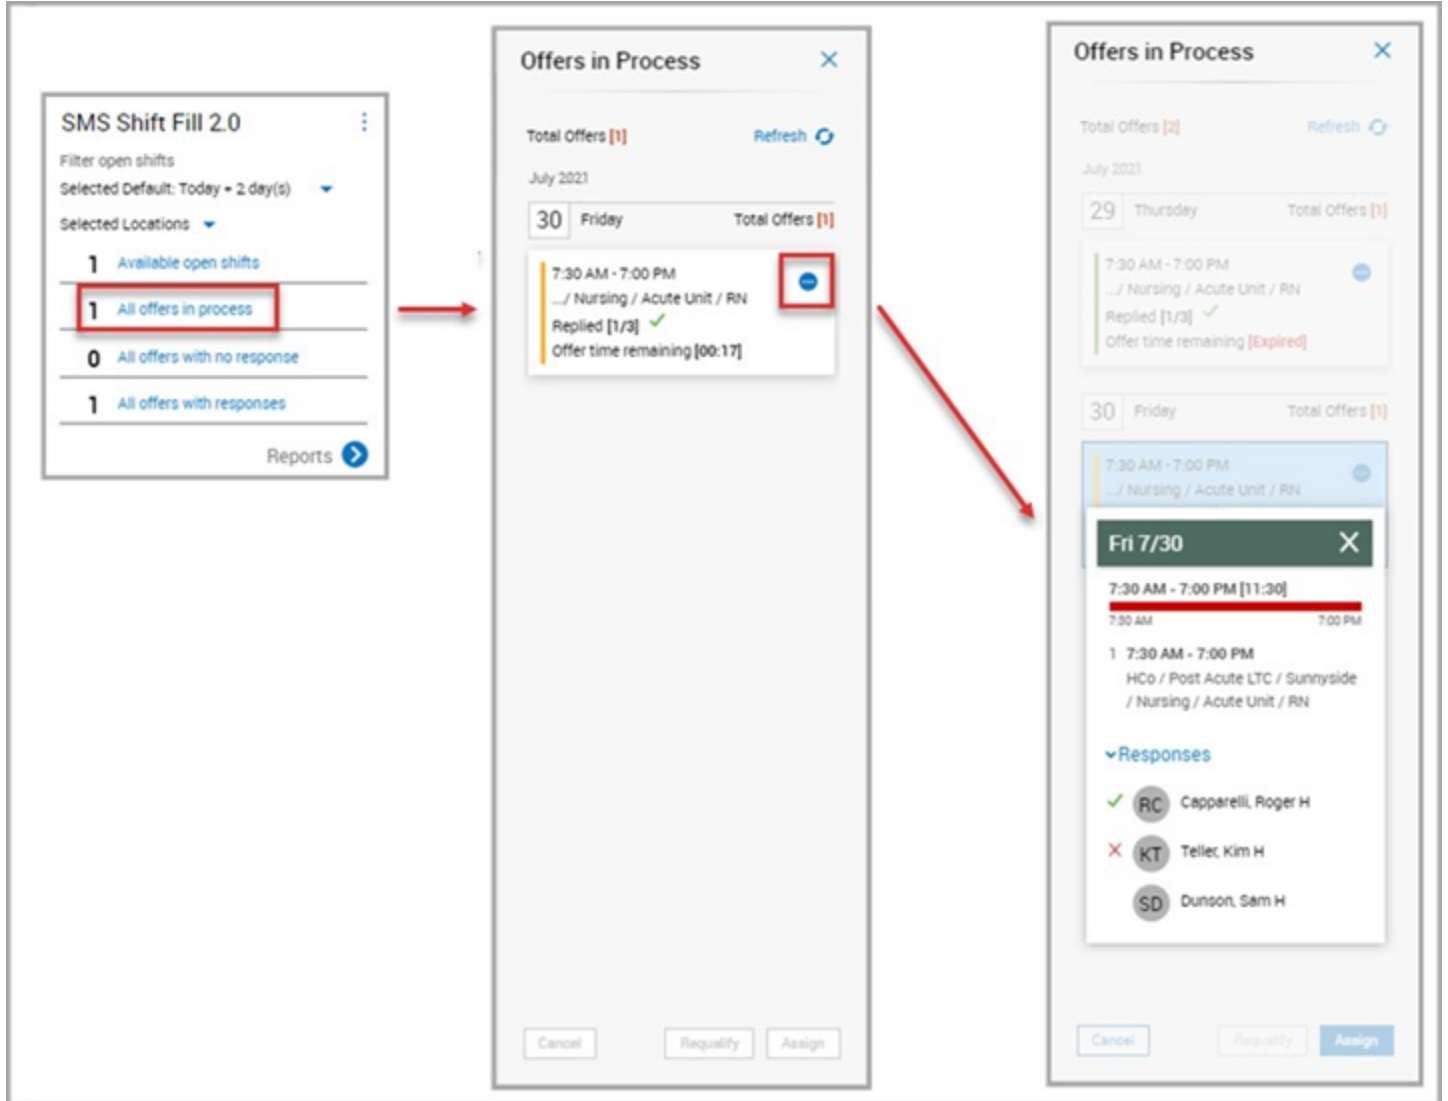 SMS Shift Fill 2.0
Filter open shifts
Selected Default: Today + 2 day(s)
Selected Locations
1 Available open shifts
1 All offers in process
0 All offers with no response
1 All offers with responses
Reports
Offers in Process
Total Offers [1] Refresh
July 2021
30 Friday Total Offers [1]
7:30 AM - 7:00 PM
.../ Nursing / Acute Unit / RN
Replied [1/3]
Offer time remaining [00:17]
Cancel Requalify Assign
Offers in Process
Total Offers [2] Refresh
July 2021
29 Thursday Total Offers [1]
7:30 AM - 7:00 PM
.../ Nursing / Acute Unit / RN
Replied [1/3]
Offer time remaining [Expired]
30 Friday Total Offers [1]
7:30 AM - 7:00 PM
.../ Nursing / Acute Unit / RN
Fri 7/30
7:30 AM - 7:00 PM [11:30]
7:30 AM 7:00 PM
1 7:30 AM - 7:00 PM
HCo / Post Acute LTC / Sunnyside
/ Nursing / Acute Unit / RN
Responses
RC Capparelli, Roger H
KT Teller, Kim H
SD Dunson, Sam H
Cancel Requalify Assign